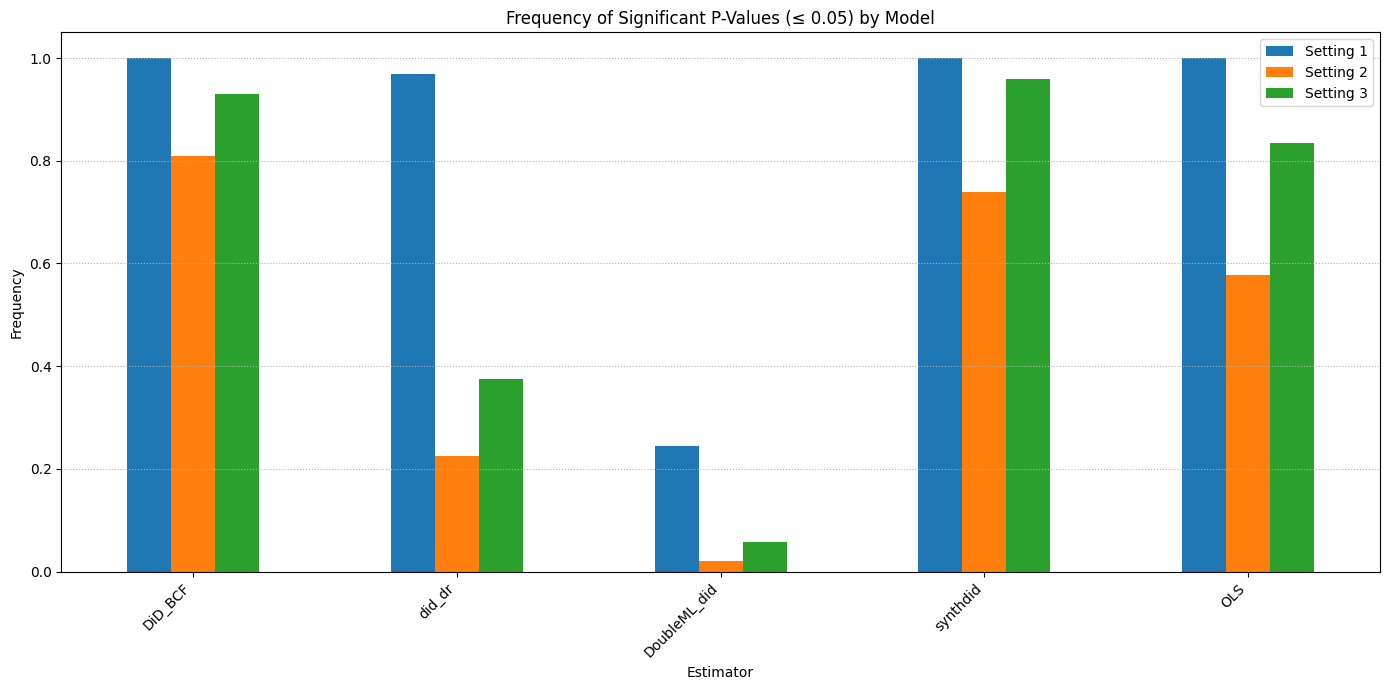 Frequency of Significant P-Values (≤ 0.05) by Model
Setting 1
Setting 2
Setting 3
Frequency
1.0
0.8
0.6
0.4
0.2
0.0
DiD_BCF
did_dr
DoubleML_did
synthdid
OLS
Estimator